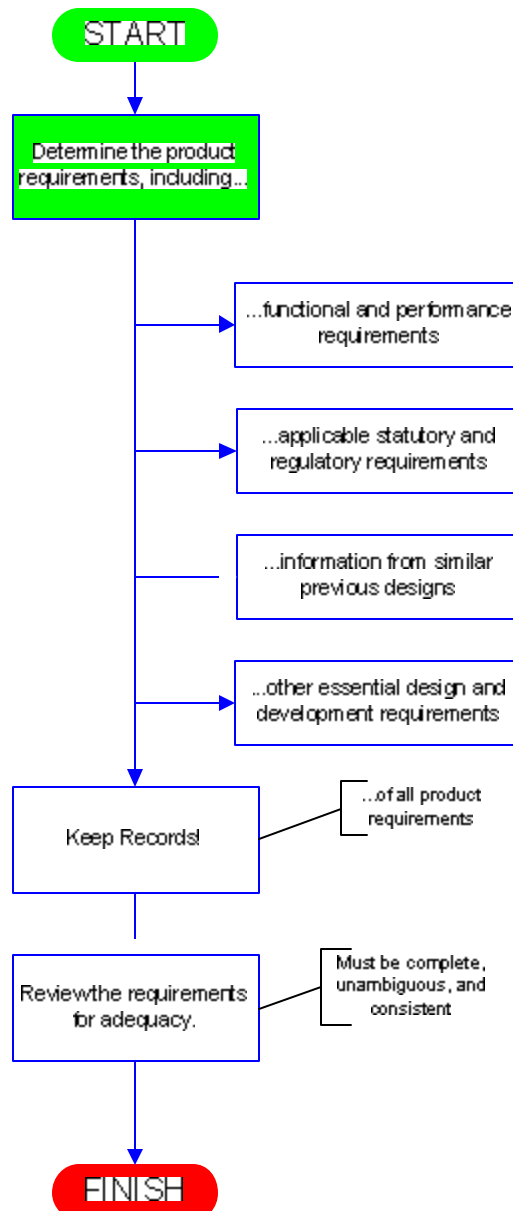 START
Determine the product
requirements, including...
...functional and performance
requirements
...applicable statutory and
regulatory requirements
...information from similar
previous designs
...other essential design and
development requirements
Keep Records!
...of all product
requirements
Review the requirements
for adequacy.
Must be complete,
unambiguous, and
consistent
FINISH